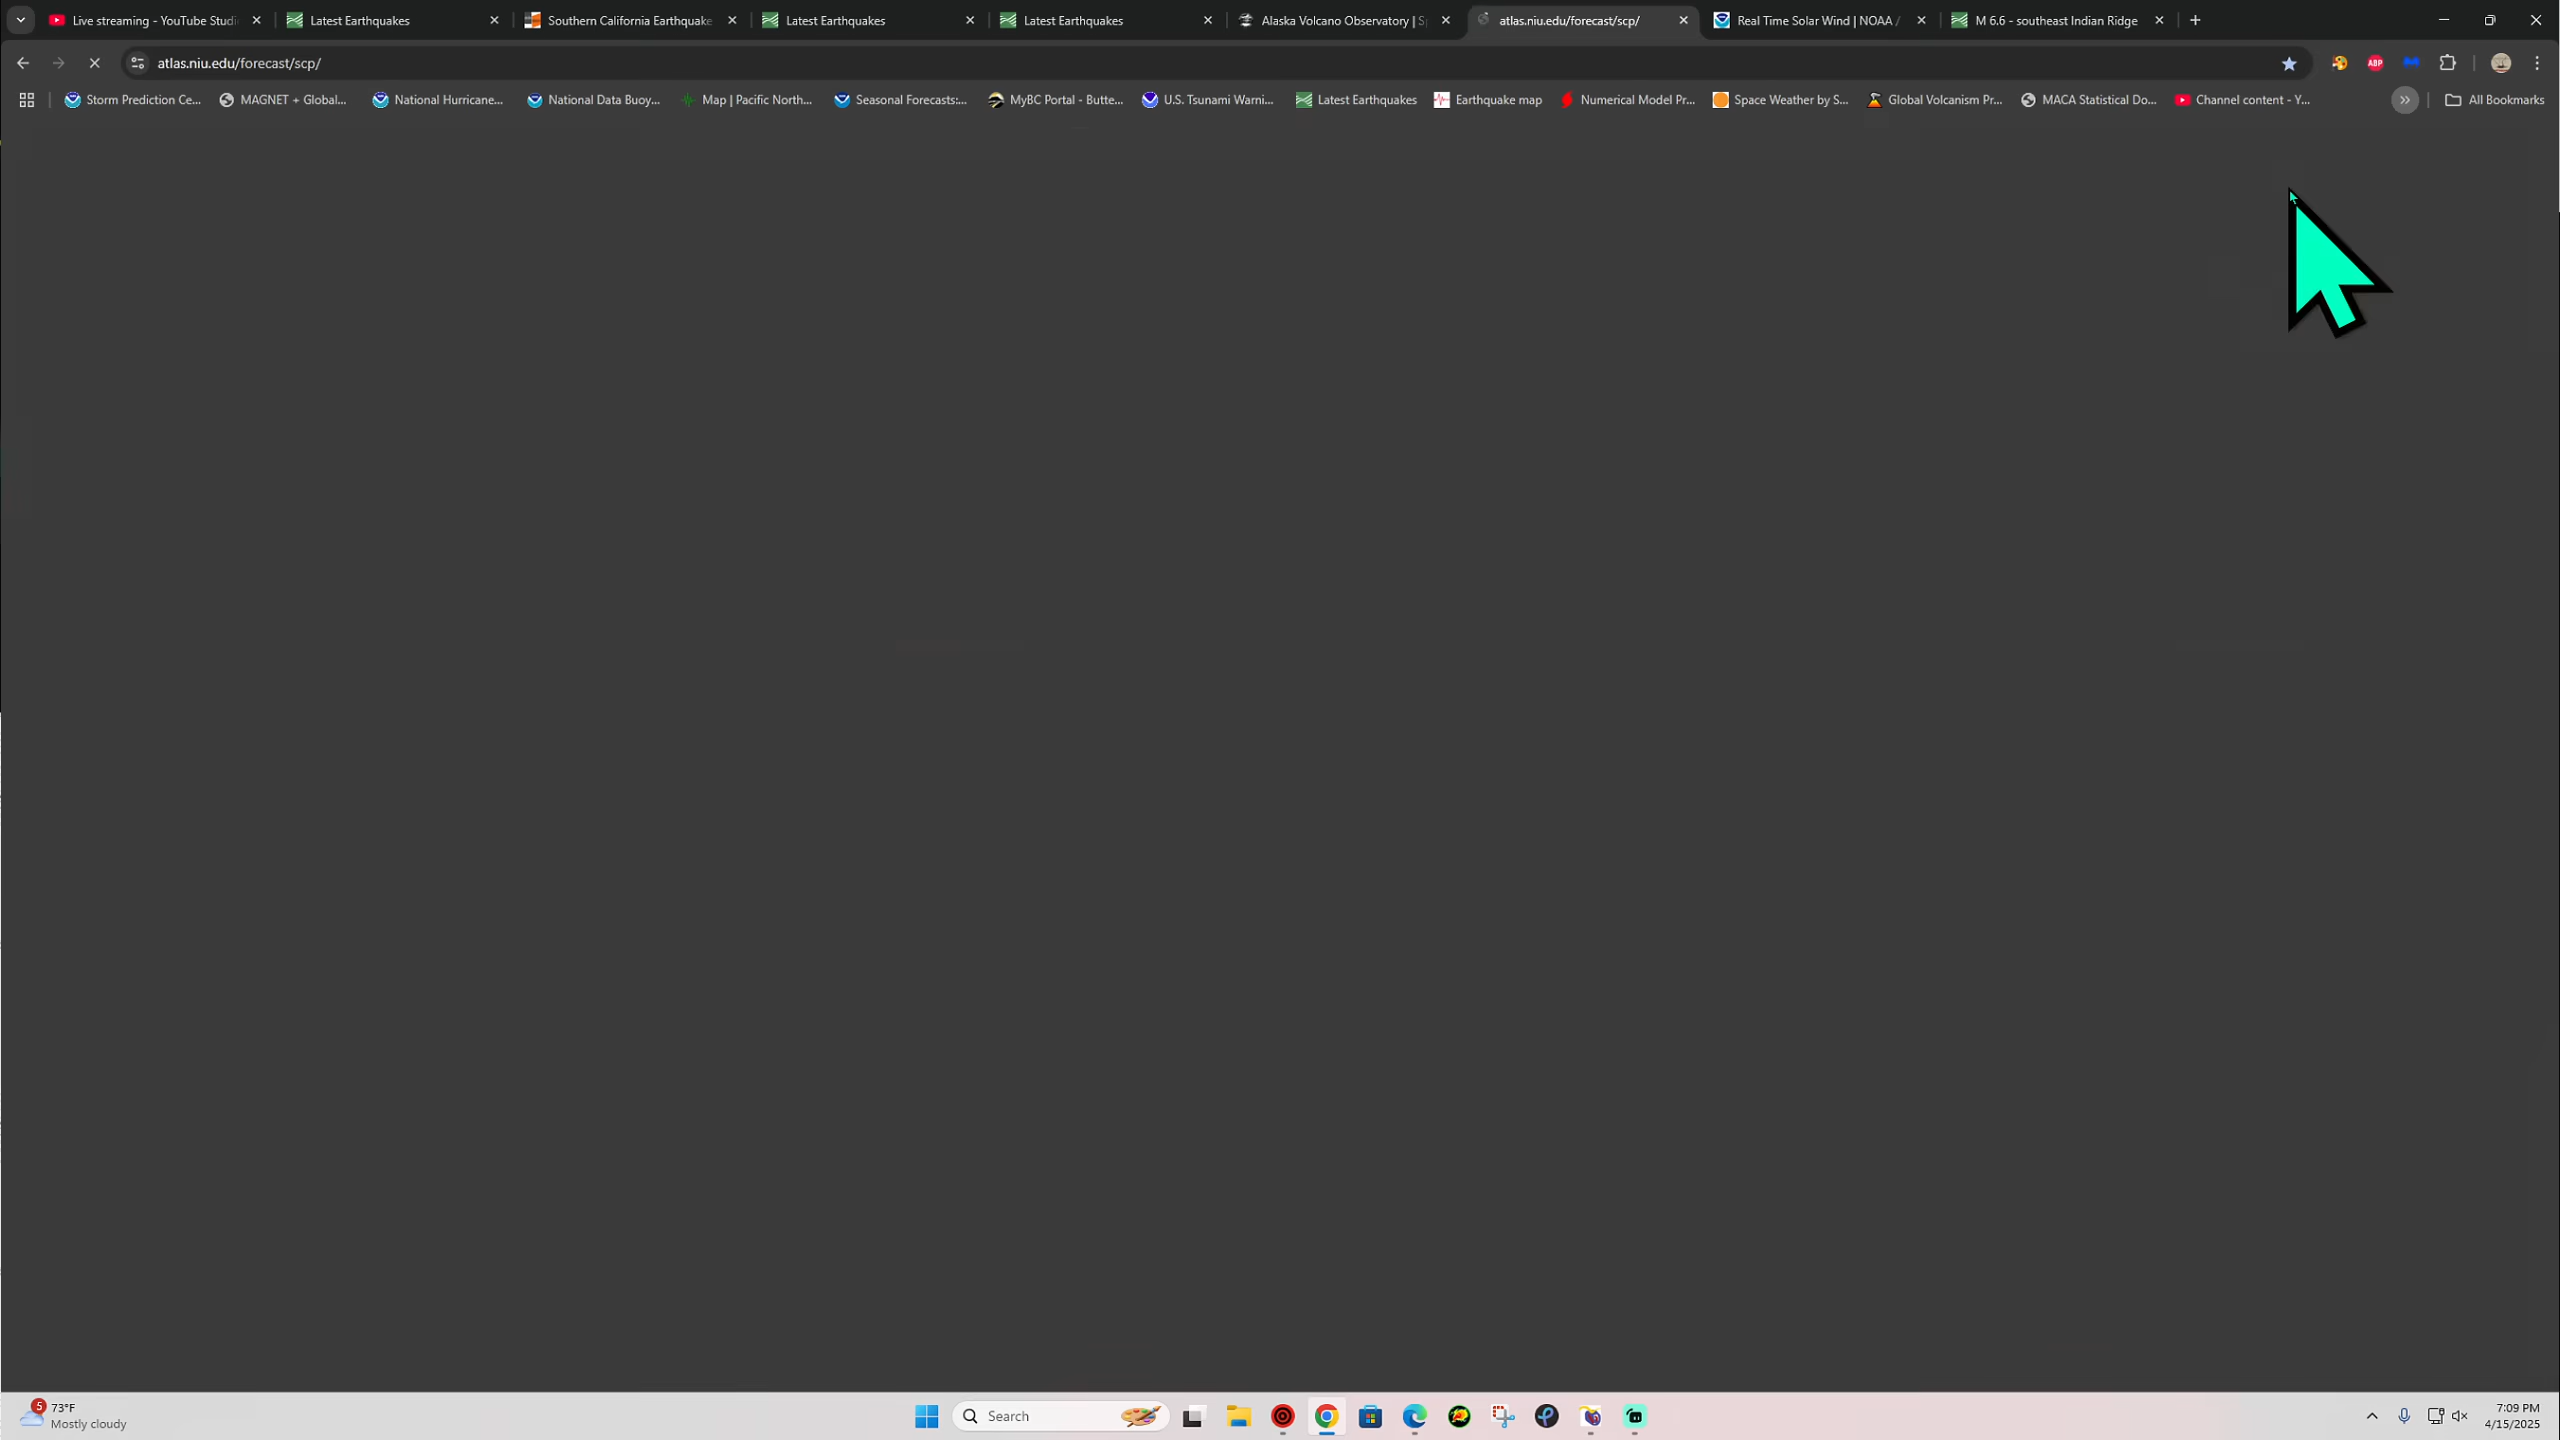 Live streaming - YouTube Studi
Latest Earthquakes
Southern California Earthquake
Latest Earthquakes
Latest Earthquakes
Alaska Volcano Observatory | S
atlas.niu.edu/forecast/scp/
Real Time Solar Wind | NOAA /
M 6.6 - southeast Indian Ridge
atlas.niu.edu/forecast/scp/
ABP
Storm Prediction Ce...
MAGNET + Global...
National Hurricane...
National Data Buoy...
Map | Pacific North...
Seasonal Forecasts:...
MyBC Portal - Butte...
U.S. Tsunami Warni...
Latest Earthquakes
Earthquake map
Numerical Model Pr...
Space Weather by S...
Global Volcanism Pr...
MACA Statistical Do...
Channel content - Y...
All Bookmarks
5
73°F
Mostly cloudy
Search
7:09 PM
4/15/2025